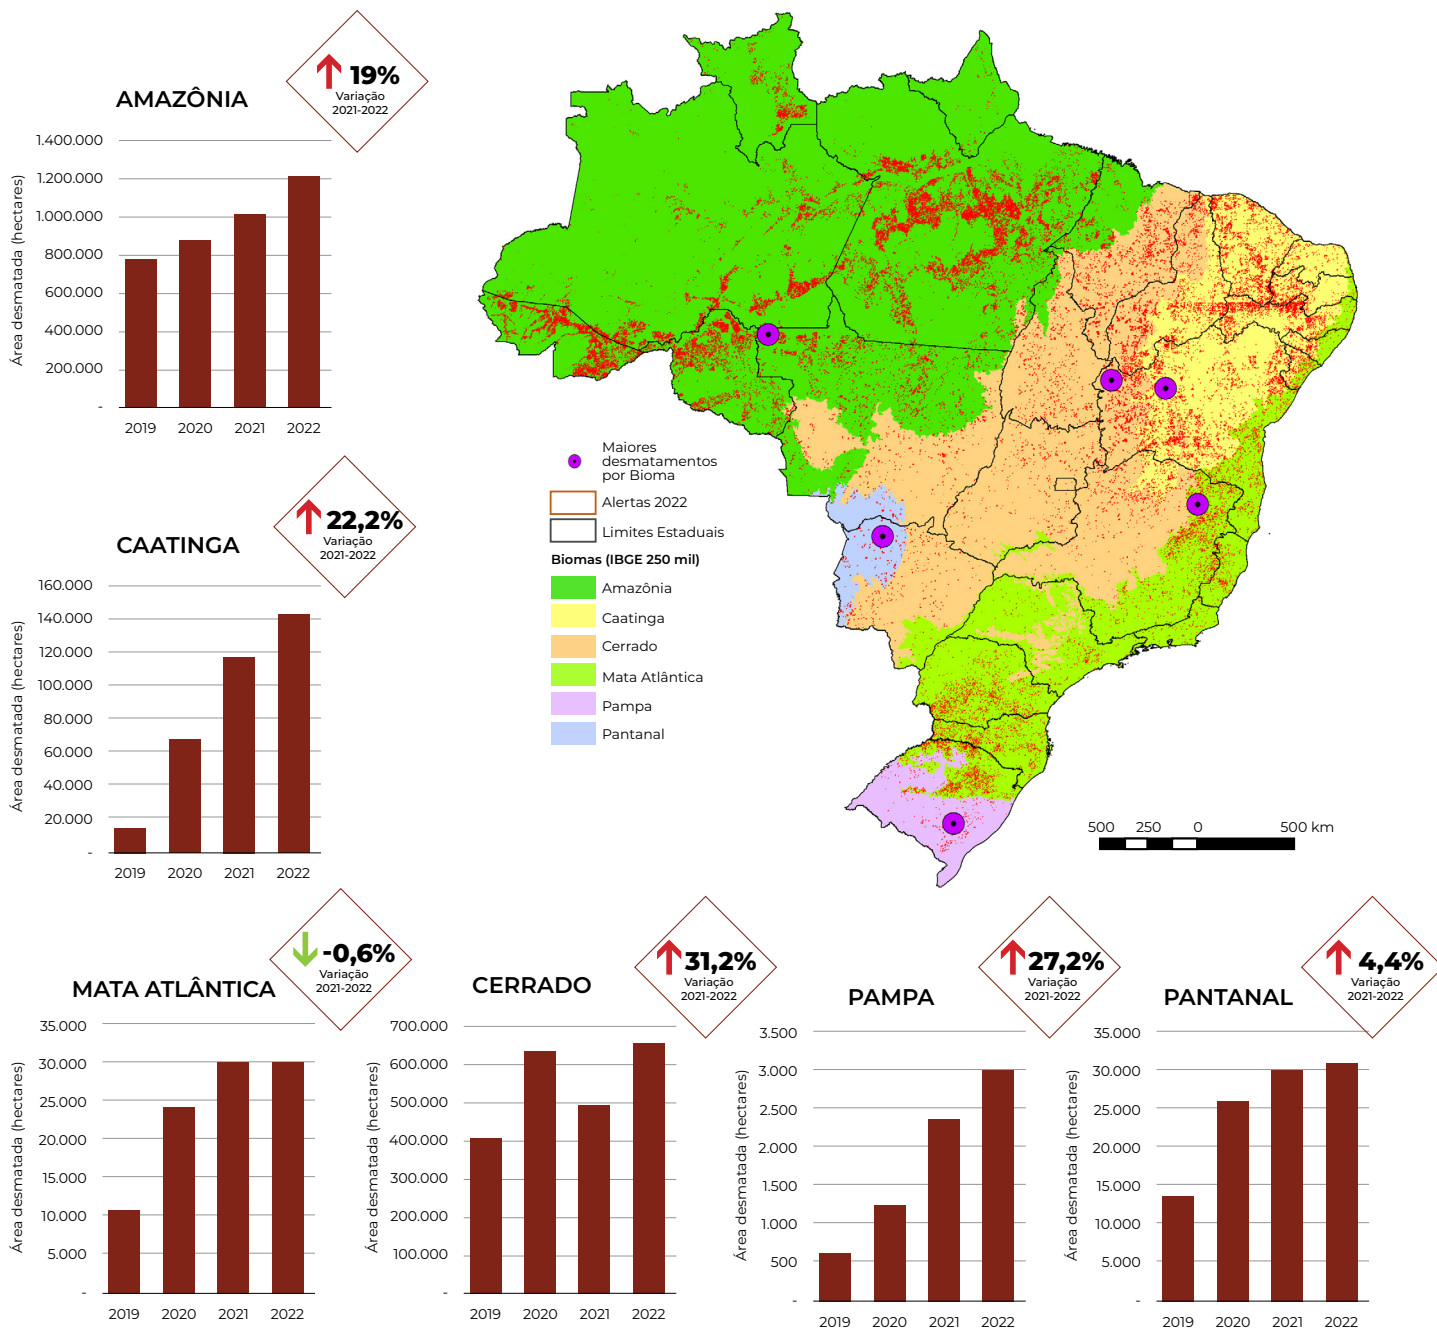 AMAZÔNIA
19%
Variação
2021-2022
Área desmatada (hectares)
1.400.000
1.200.000
1.000.000
800.000
600.000
400.000
200.000
-
2019 2020 2021 2022
CAATINGA
22,2%
Variação
2021-2022
Área desmatada (hectares)
160.000
140.000
120.000
100.000
80.000
60.000
40.000
20.000
-
2019 2020 2021 2022
Maiores
desmatamentos
por Bioma
Alertas 2022
Limites Estaduais
Biomas (IBGE 250 mil)
Amazônia
Caatinga
Cerrado
Mata Atlântica
Pampa
Pantanal
500 250 0 500 km
MATA ATLÂNTICA
-0,6%
Variação
2021-2022
Área desmatada (hectares)
35.000
30.000
25.000
20.000
15.000
10.000
5.000
-
2019 2020 2021 2022
CERRADO
31,2%
Variação
2021-2022
Área desmatada (hectares)
700.000
600.000
500.000
400.000
300.000
200.000
100.000
-
2019 2020 2021 2022
PAMPA
27,2%
Variação
2021-2022
Área desmatada (hectares)
3.500
3.000
2.500
2.000
1.500
1.000
500
-
2019 2020 2021 2022
PANTANAL
4,4%
Variação
2021-2022
Área desmatada (hectares)
35.000
30.000
25.000
20.000
15.000
10.000
5.000
-
2019 2020 2021 2022